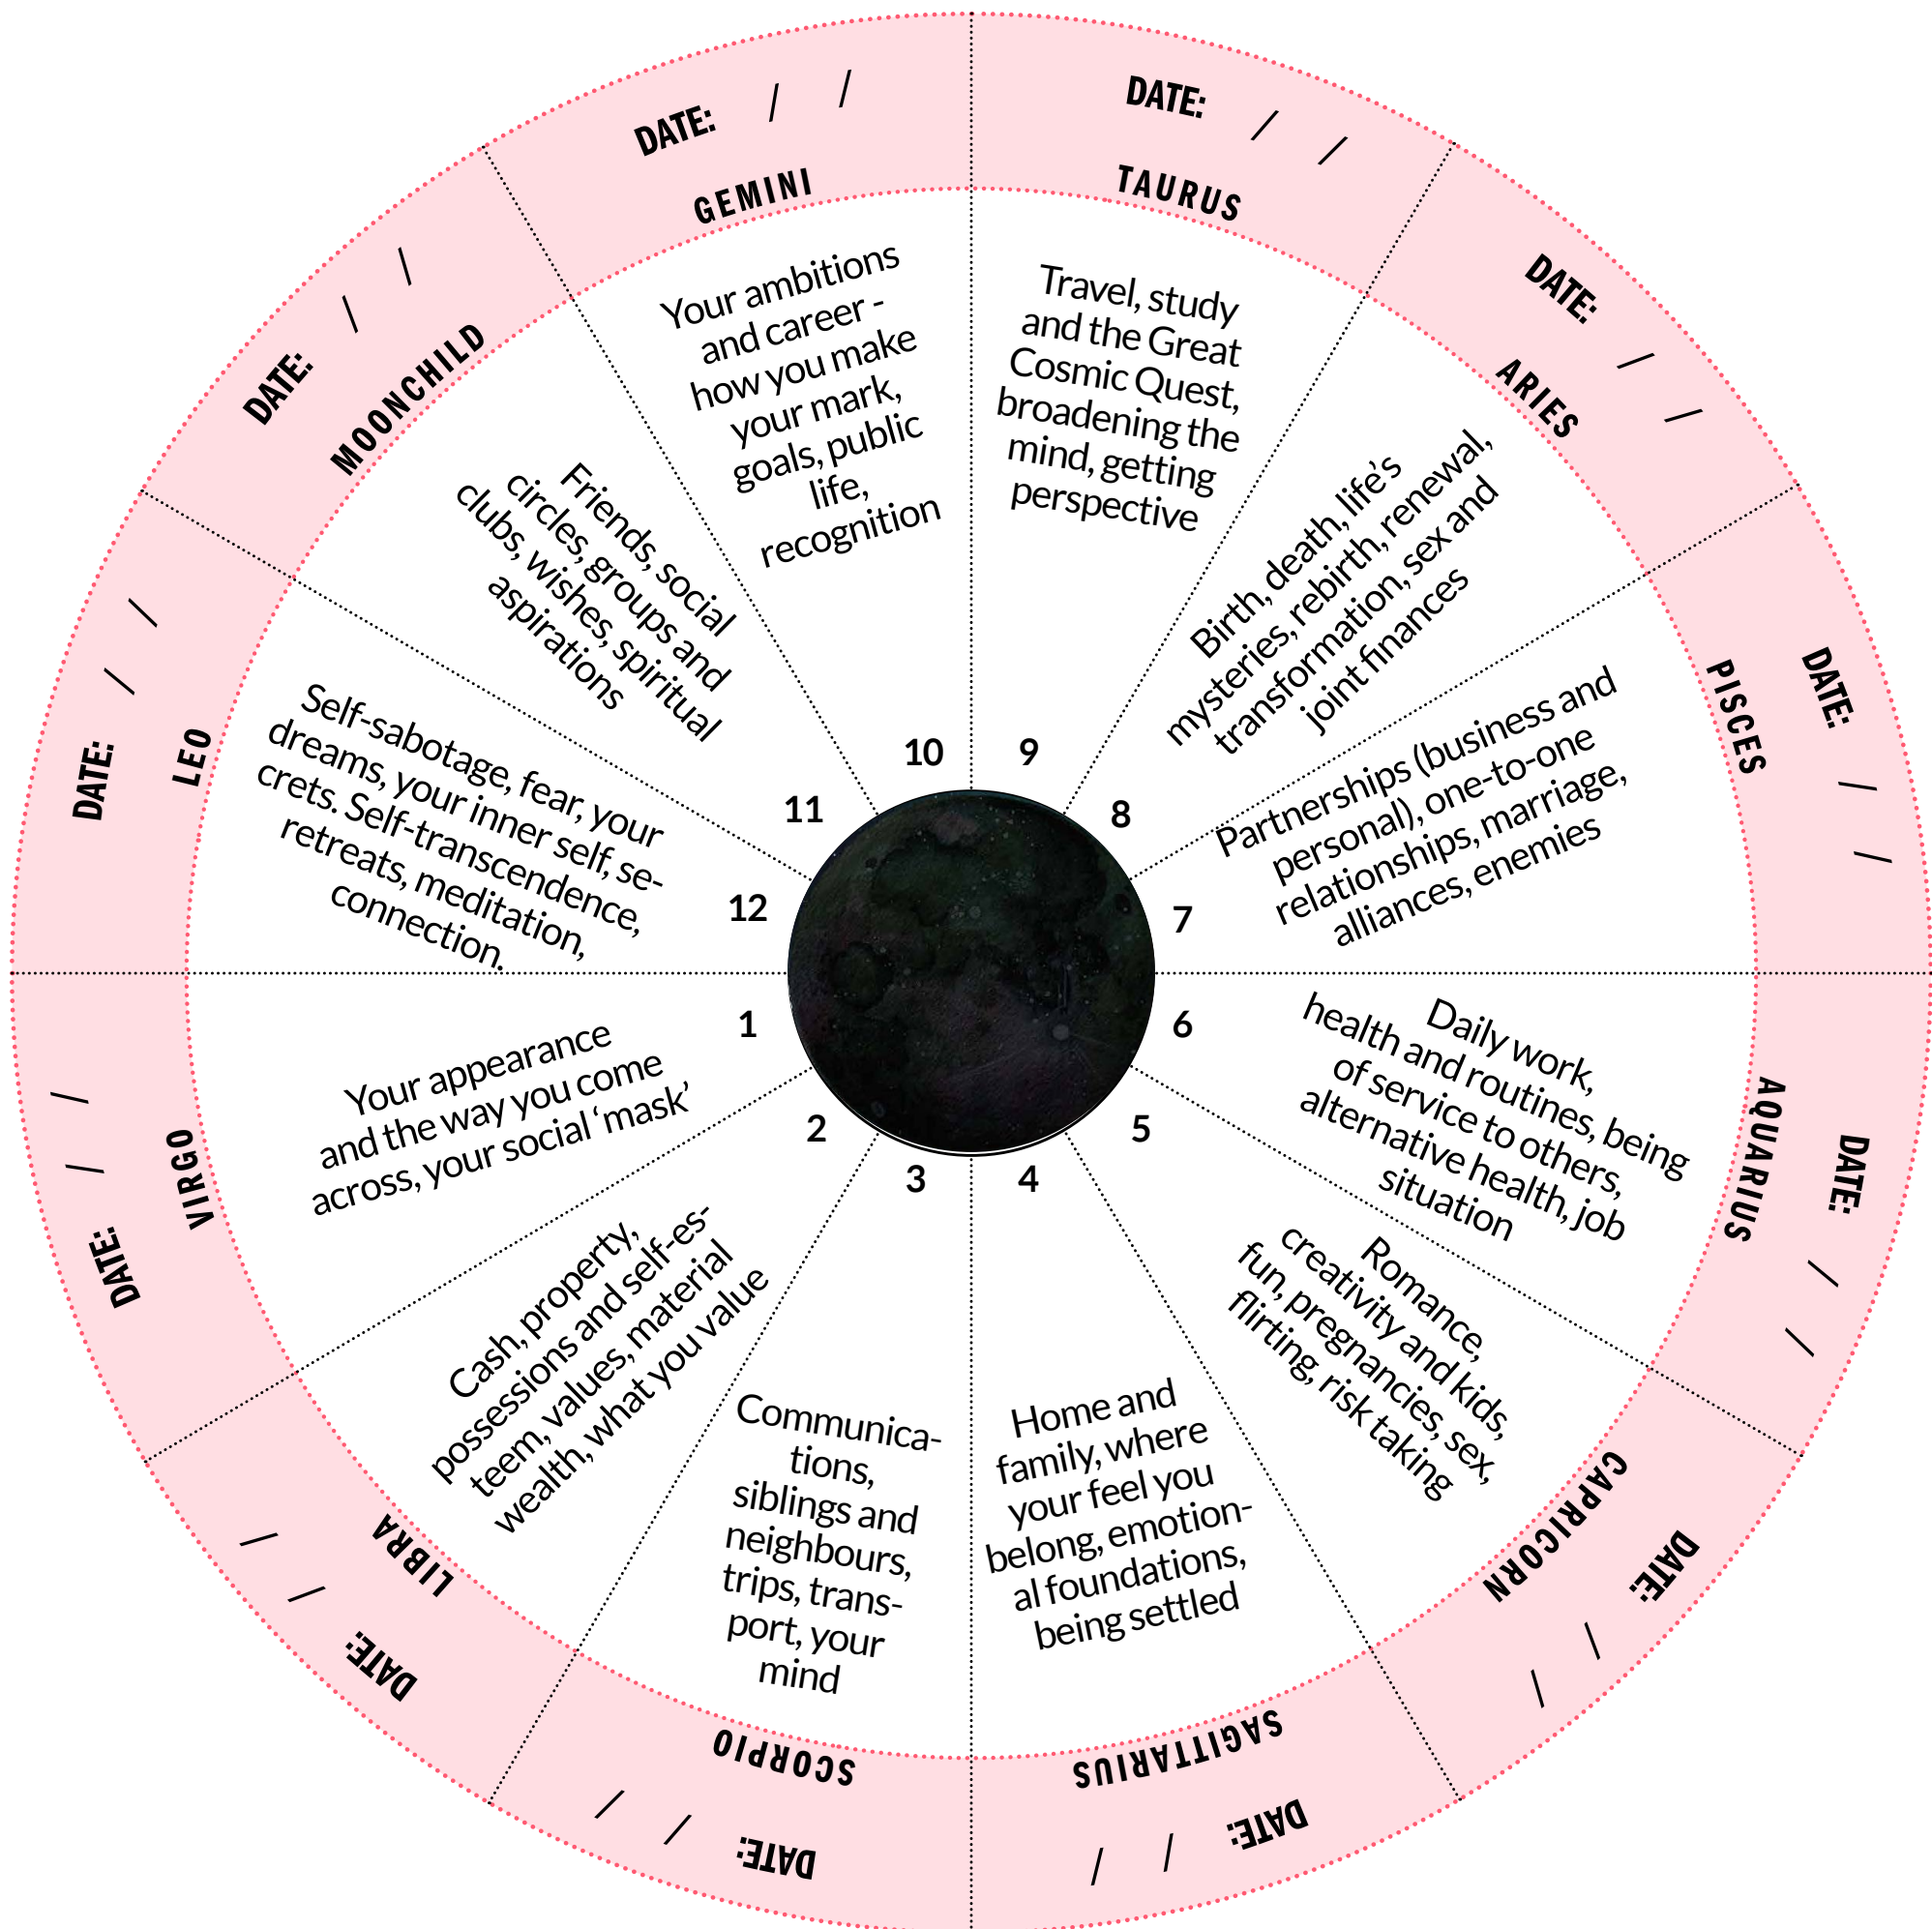 DATE: / /
GEMINI
Your ambitions
and career -
how you make
your mark,
goals, public
life,
recognition
10
DATE: / /
TAURUS
Travel, study
and the Great
Cosmic Quest,
broadening the
mind, getting
perspective
9
DATE: / /
ARIES
Birth, death, life’s
mysteries, rebirth, renewal,
transformation, sex and
joint finances
8
DATE: / /
PISCES
Partnerships (business and
personal), one-to-one
relationships, marriage,
alliances, enemies
7
DATE: / /
AQUARIUS
Daily work,
health and routines, being
of service to others,
alternative health, job
situation
6
DATE: / /
CAPRICORN
Romance,
creativity and kids,
fun, pregnancies, sex,
flirting, risk taking
5
DATE: / /
SAGITTARIUS
Home and
family, where
your feel you
belong, emotion-
al foundations,
being settled
4
DATE: / /
SCORPIO
Communica-
tions,
siblings and
neighbours,
trips, trans-
port, your
mind
3
DATE: / /
LIBRA
Cash, property,
possessions and self-es-
teem, values, material
wealth, what you value
2
DATE: / /
VIRGO
Your appearance
and the way you come
across, your social ‘mask’
1
DATE: / /
LEO
Self-sabotage, fear, your
dreams, your inner self, se-
crets. Self-transcendence,
retreats, meditation,
connection.
12
DATE: / /
MOONCHILD
Friends, social
circles, groups and
clubs, wishes, spiritual
aspirations
11